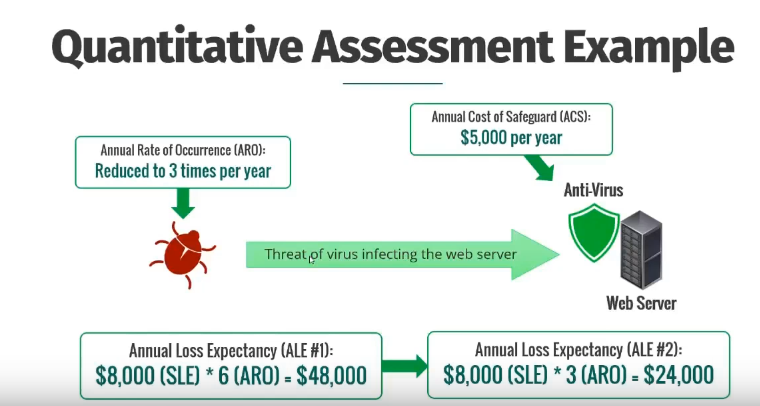 Quantitative Assessment Example
Annual Cost of Safeguard (ACS):
$5,000 per year
Annual Rate of Occurrence (ARO):
Reduced to 3 times per year
Anti-Virus
Threat of virus infecting the web server
Web Server
Annual Loss Expectancy (ALE #1):
$8,000 (SLE) * 6 (ARO) = $48,000
Annual Loss Expectancy (ALE #2):
$8,000 (SLE) * 3 (ARO) = $24,000